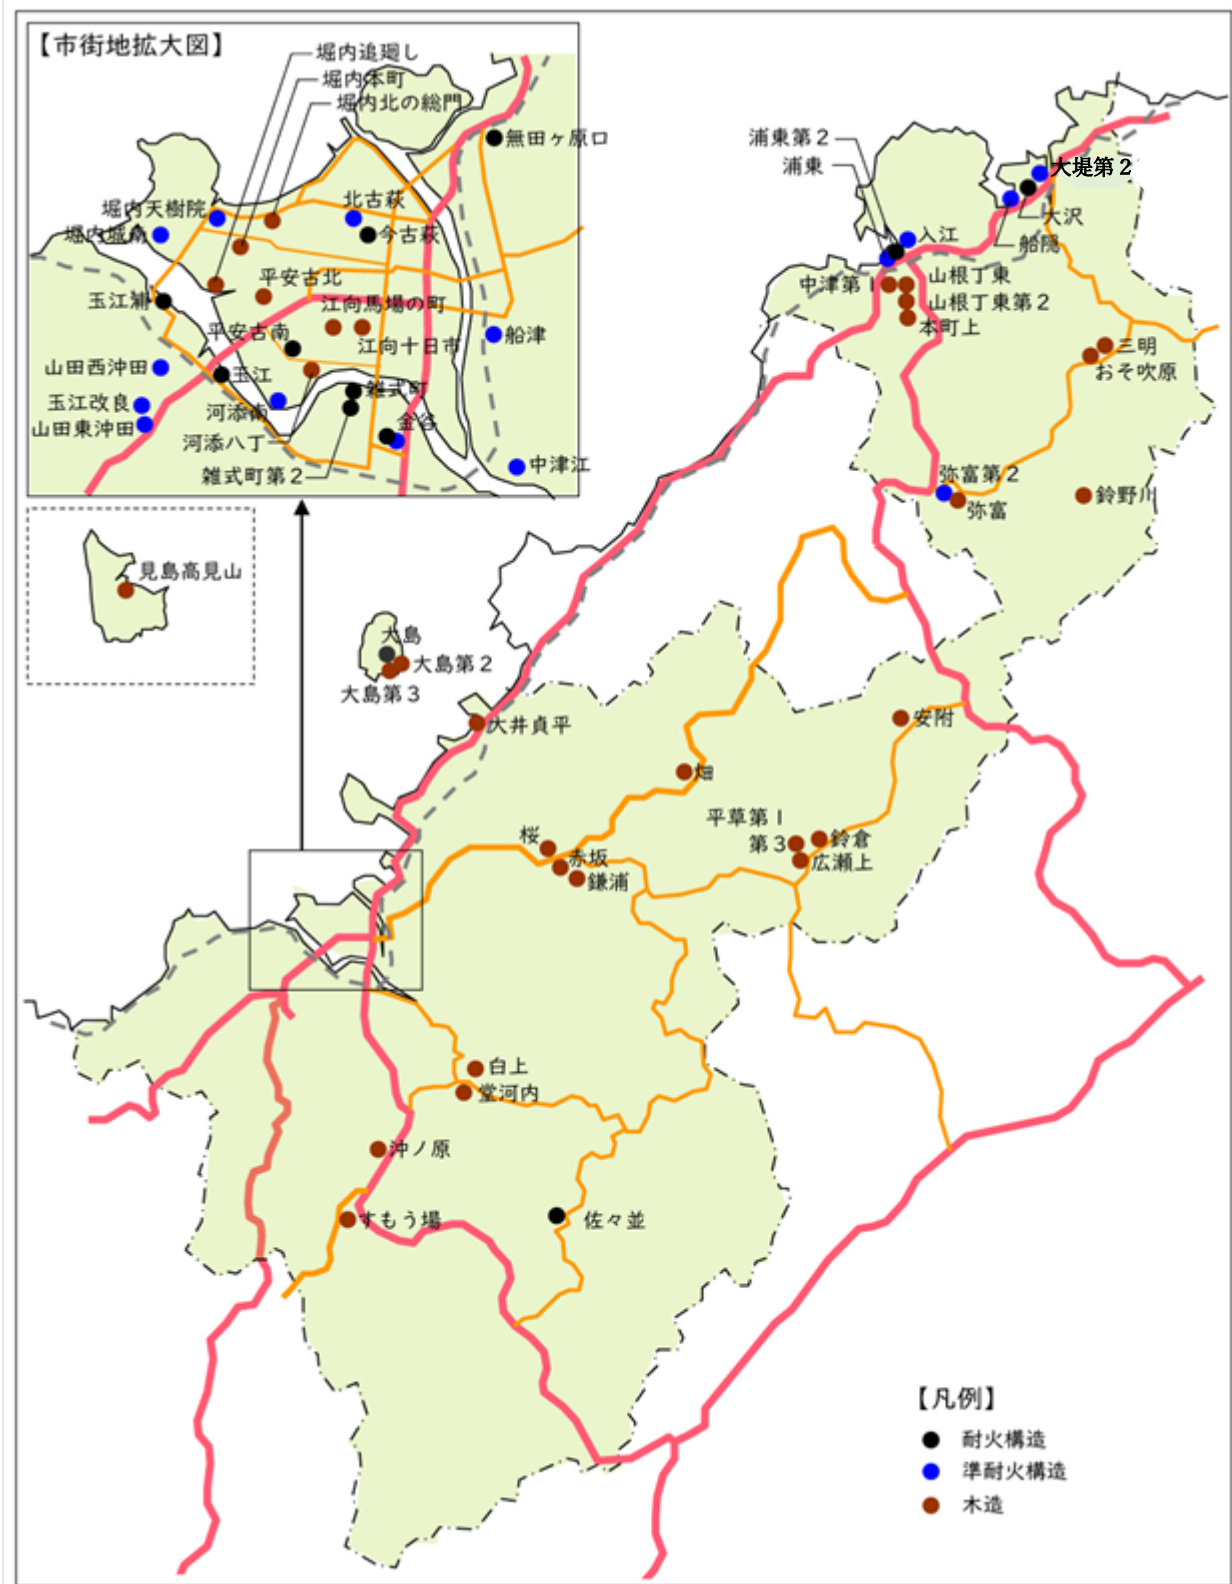 【市街地拡大図】
堀内追廻し
堀内本町
堀内北の総門
無田ヶ原口
堀内天樹院
北古萩
堀内城南
今古萩
平安古北
玉江浦
江向馬場の町
平安古南
江向十日市
船津
山田西沖田
玉江
雑式町
玉江改良
河添南
山田東沖田
金谷
河添八丁
雑式町第2
中津江
見島高見山
大島
大島第2
大島第3
大井貞平
浦東第2
浦東
大堤第2
大沢
入江
船隠
中津第1
山根丁東
山根丁東第2
本町上
三明
おそ吹原
弥富第2
弥富
鈴野川
安附
畑
平草第1
第3
鈴倉
広瀬上
桜
赤坂
鎌浦
白上
堂河内
沖ノ原
すもう場
佐々並
【凡例】
耐火構造
準耐火構造
木造